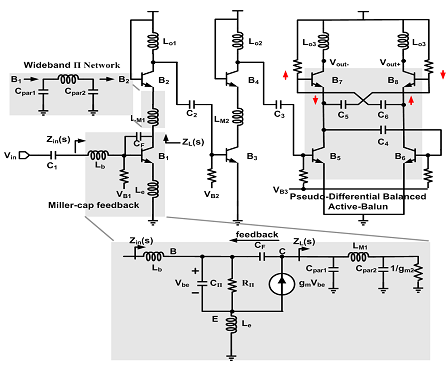 Wideband Π Network
B1
B2
Cpar1
Cpar2
Lo1
B2
LM1
CF
Zin(s)
ZL(s)
Vin
C1
Lb
B1
VB1
Le
Miller-cap feedback
C2
Lo2
B4
LM2
B3
VB2
C3
Lo3
Lo3
Vout-
Vout+
B7
B8
C5
C6
C4
B5
B6
VB3
Pseudo-Differential Balanced
Active-Balun
Zin(s)
B
feedback
CF
C
ZL(s)
LM1
Lb
+
Vbe
−
CΠ
RΠ
gmVbe
Cpar1
Cpar2
1/gm2
E
Le